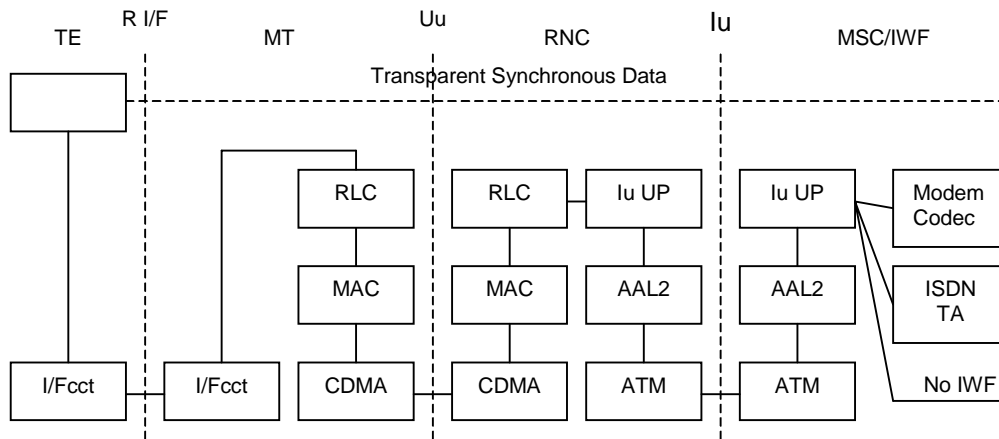 R I/F
Uu
Iu
TE
MT
RNC
MSC/IWF
Transparent Synchronous Data
RLC
RLC
Iu UP
Iu UP
Modem
Codec
MAC
MAC
AAL2
AAL2
ISDN
TA
I/Fcct
I/Fcct
CDMA
CDMA
ATM
ATM
No IWF